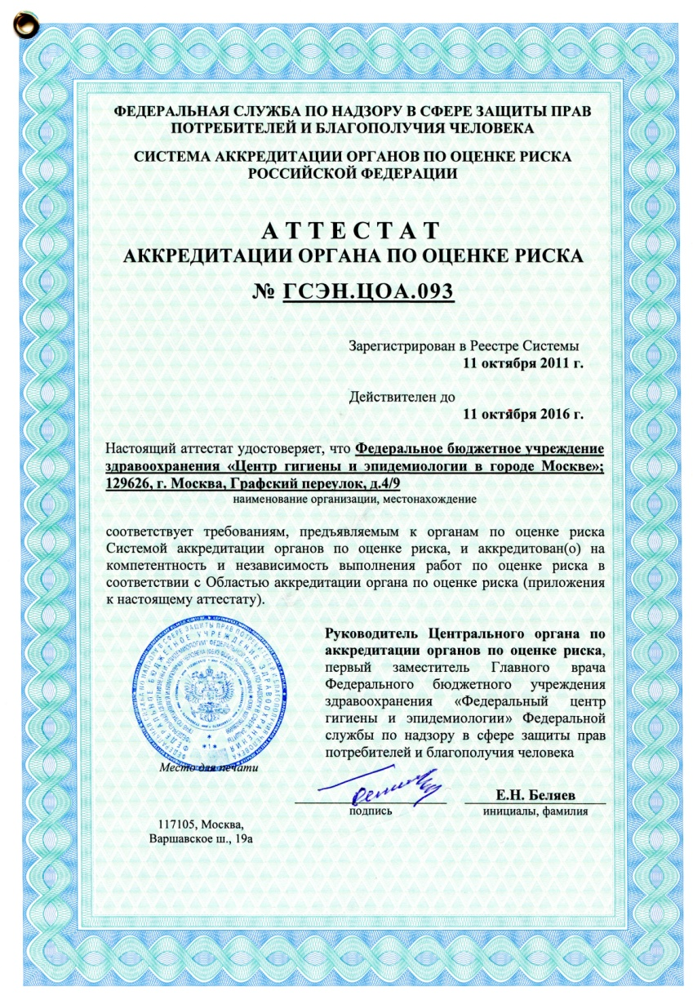 ФЕДЕРАЛЬНАЯ СЛУЖБА ПО НАДЗОРУ В СФЕРЕ ЗАЩИТЫ ПРАВ
ПОТРЕБИТЕЛЕЙ И БЛАГОПОЛУЧИЯ ЧЕЛОВЕКА
СИСТЕМА АККРЕДИТАЦИИ ОРГАНОВ ПО ОЦЕНКЕ РИСКА
РОССИЙСКОЙ ФЕДЕРАЦИИ
АТТЕСТАТ
АККРЕДИТАЦИИ ОРГАНА ПО ОЦЕНКЕ РИСКА
№ ГСЭН.ЦОА.093
Зарегистрирован в Реестре Системы
11 октября 2011 г.
Действителен до
11 октября 2016 г.
Настоящий аттестат удостоверяет, что Федеральное бюджетное учреждение
здравоохранения «Центр гигиены и эпидемиологии в городе Москве»;
129626, г. Москва, Графский переулок, д.4/9
наименование организации, местонахождение
соответствует требованиям, предъявляемым к органам по оценке риска
Системой аккредитации органов по оценке риска, и аккредитован(о) на
компетентность и независимость выполнения работ по оценке риска в
соответствии с Областью аккредитации органа по оценке риска (приложения
к настоящему аттестату).
Руководитель Центрального органа по
аккредитации органов по оценке риска,
первый заместитель Главного врача
Федерального бюджетного учреждения
здравоохранения «Федеральный центр
гигиены и эпидемиологии» Федеральной
службы по надзору в сфере защиты прав
потребителей и благополучия человека
Место для печати
Е.Н. Беляев
подпись
инициалы, фамилия
117105, Москва,
Варшавское ш., 19а